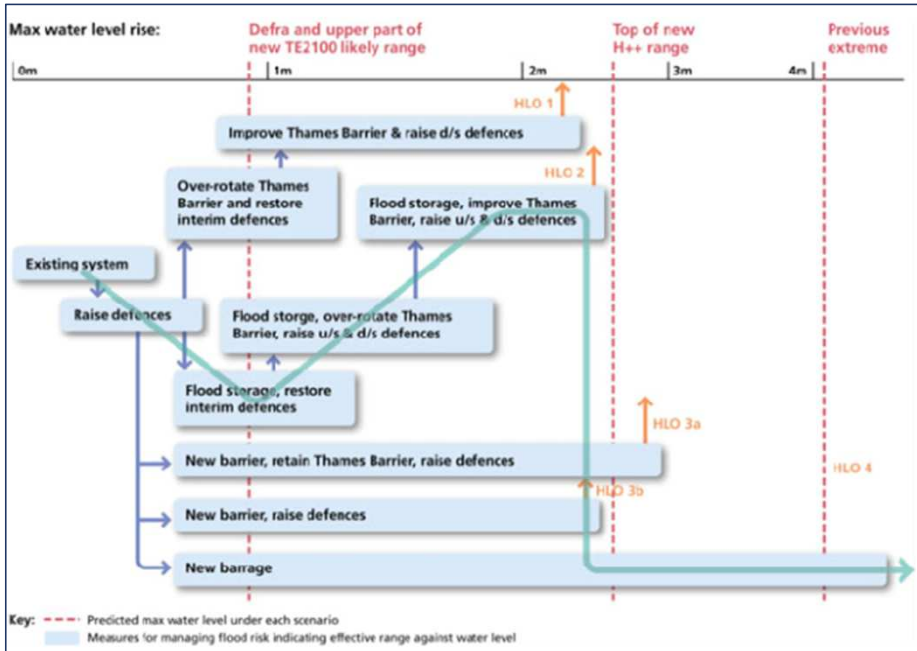 Max water level rise:
Defra and upper part of
new TE2100 likely range
Top of new
H++ range
Previous
extreme
0m
1m
2m
3m
4m
HLO 1
Improve Thames Barrier & raise d/s defences
HLO 2
Over-rotate Thames
Barrier and restore
interim defences
Flood storage, improve Thames
Barrier, raise u/s & d/s defences
Existing system
Raise defences
Flood storge, over-rotate Thames
Barrier, raise u/s & d/s defences
Flood storage, restore
interim defences
HLO 3a
New barrier, retain Thames Barrier, raise defences
HLO 4
HLO 3b
New barrier, raise defences
New barrage
Key:
Predicted max water level under each scenario
Measures for managing flood risk indicating effective range against water level